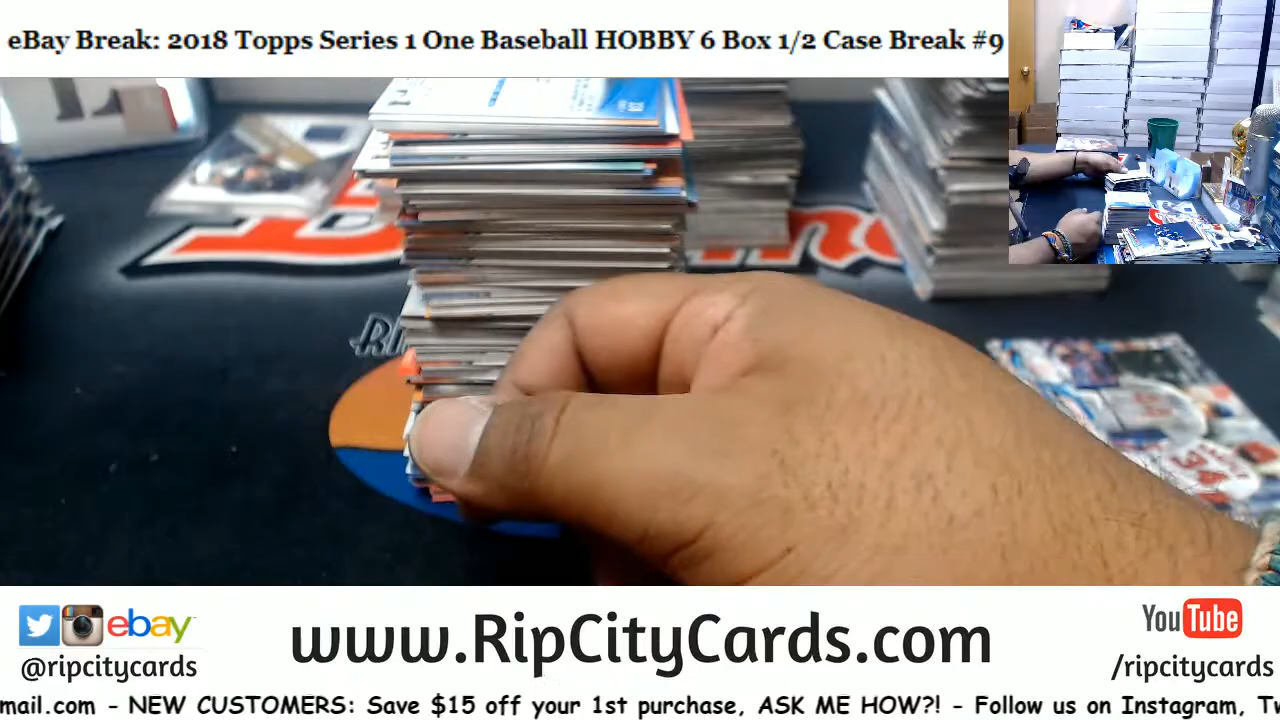 eBay Break: 2018 Topps Series 1 One Baseball HOBBY 6 Box 1/2 Case Break #9
ebay
www.RipCityCards.com
YouTube
@ripcitycards
/ripcitycards
mail.com - NEW CUSTOMERS: Save $15 off your 1st purchase, ASK ME HOW?! - Follow us on Instagram, Tw